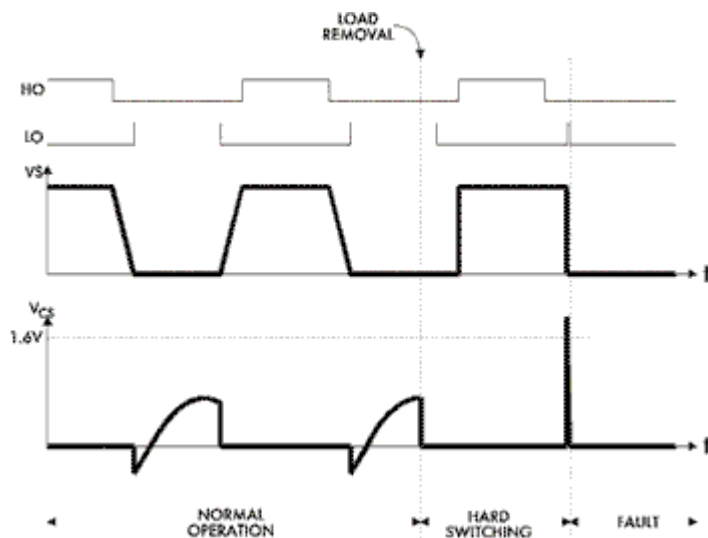 LOAD
REMOVAL
HO
LO
VS
t
VCS
1.6V
t
NORMAL
OPERATION
HARD
SWITCHING
FAULT